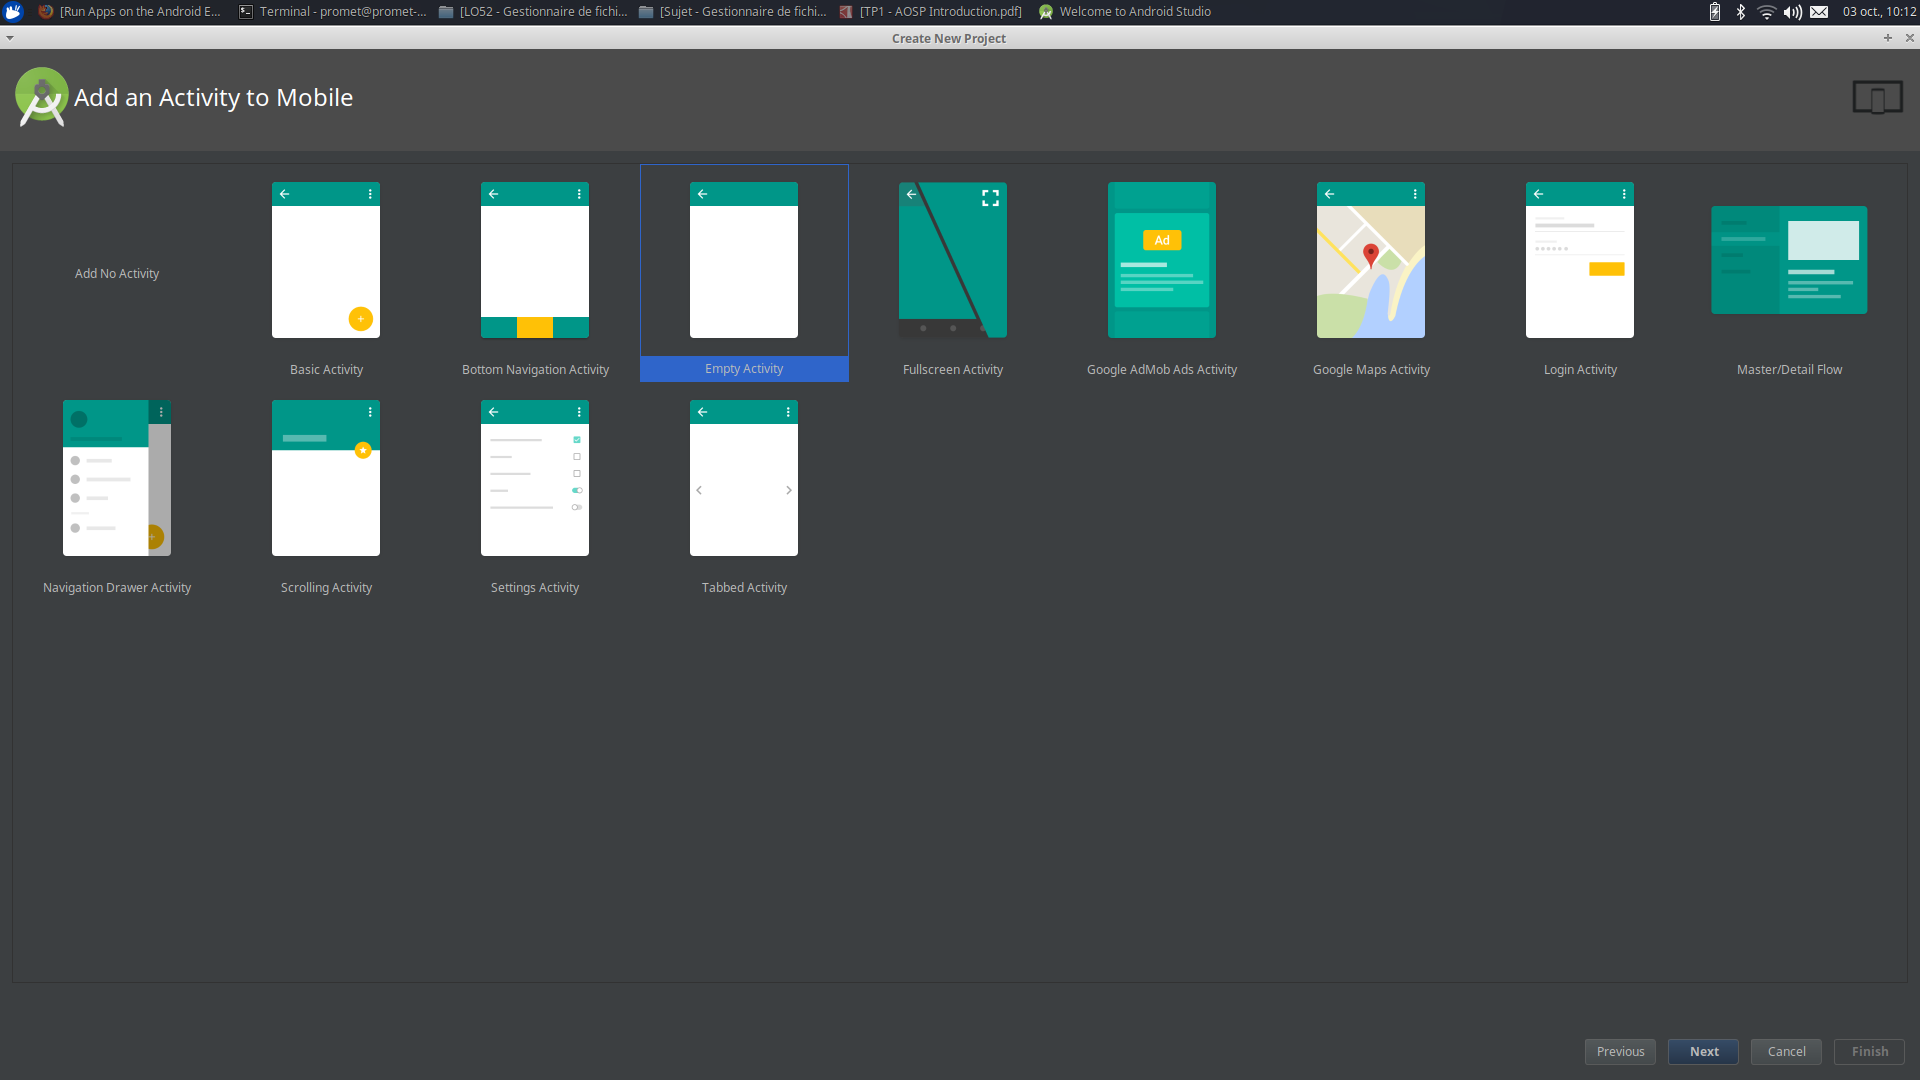 [Run Apps on the Android E... Terminal - promet@promet-... [LO52 - Gestionnaire de fichi... [Sujet - Gestionnaire de fichi... [TP1 - AOSP Introduction.pdf] Welcome to Android Studio 03 oct., 10:12
Create New Project
Add an Activity to Mobile
Ad
Add No Activity
Basic Activity Bottom Navigation Activity Empty Activity Fullscreen Activity Google AdMob Ads Activity Google Maps Activity Login Activity Master/Detail Flow
Navigation Drawer Activity Scrolling Activity Settings Activity Tabbed Activity
Previous Next Cancel Finish